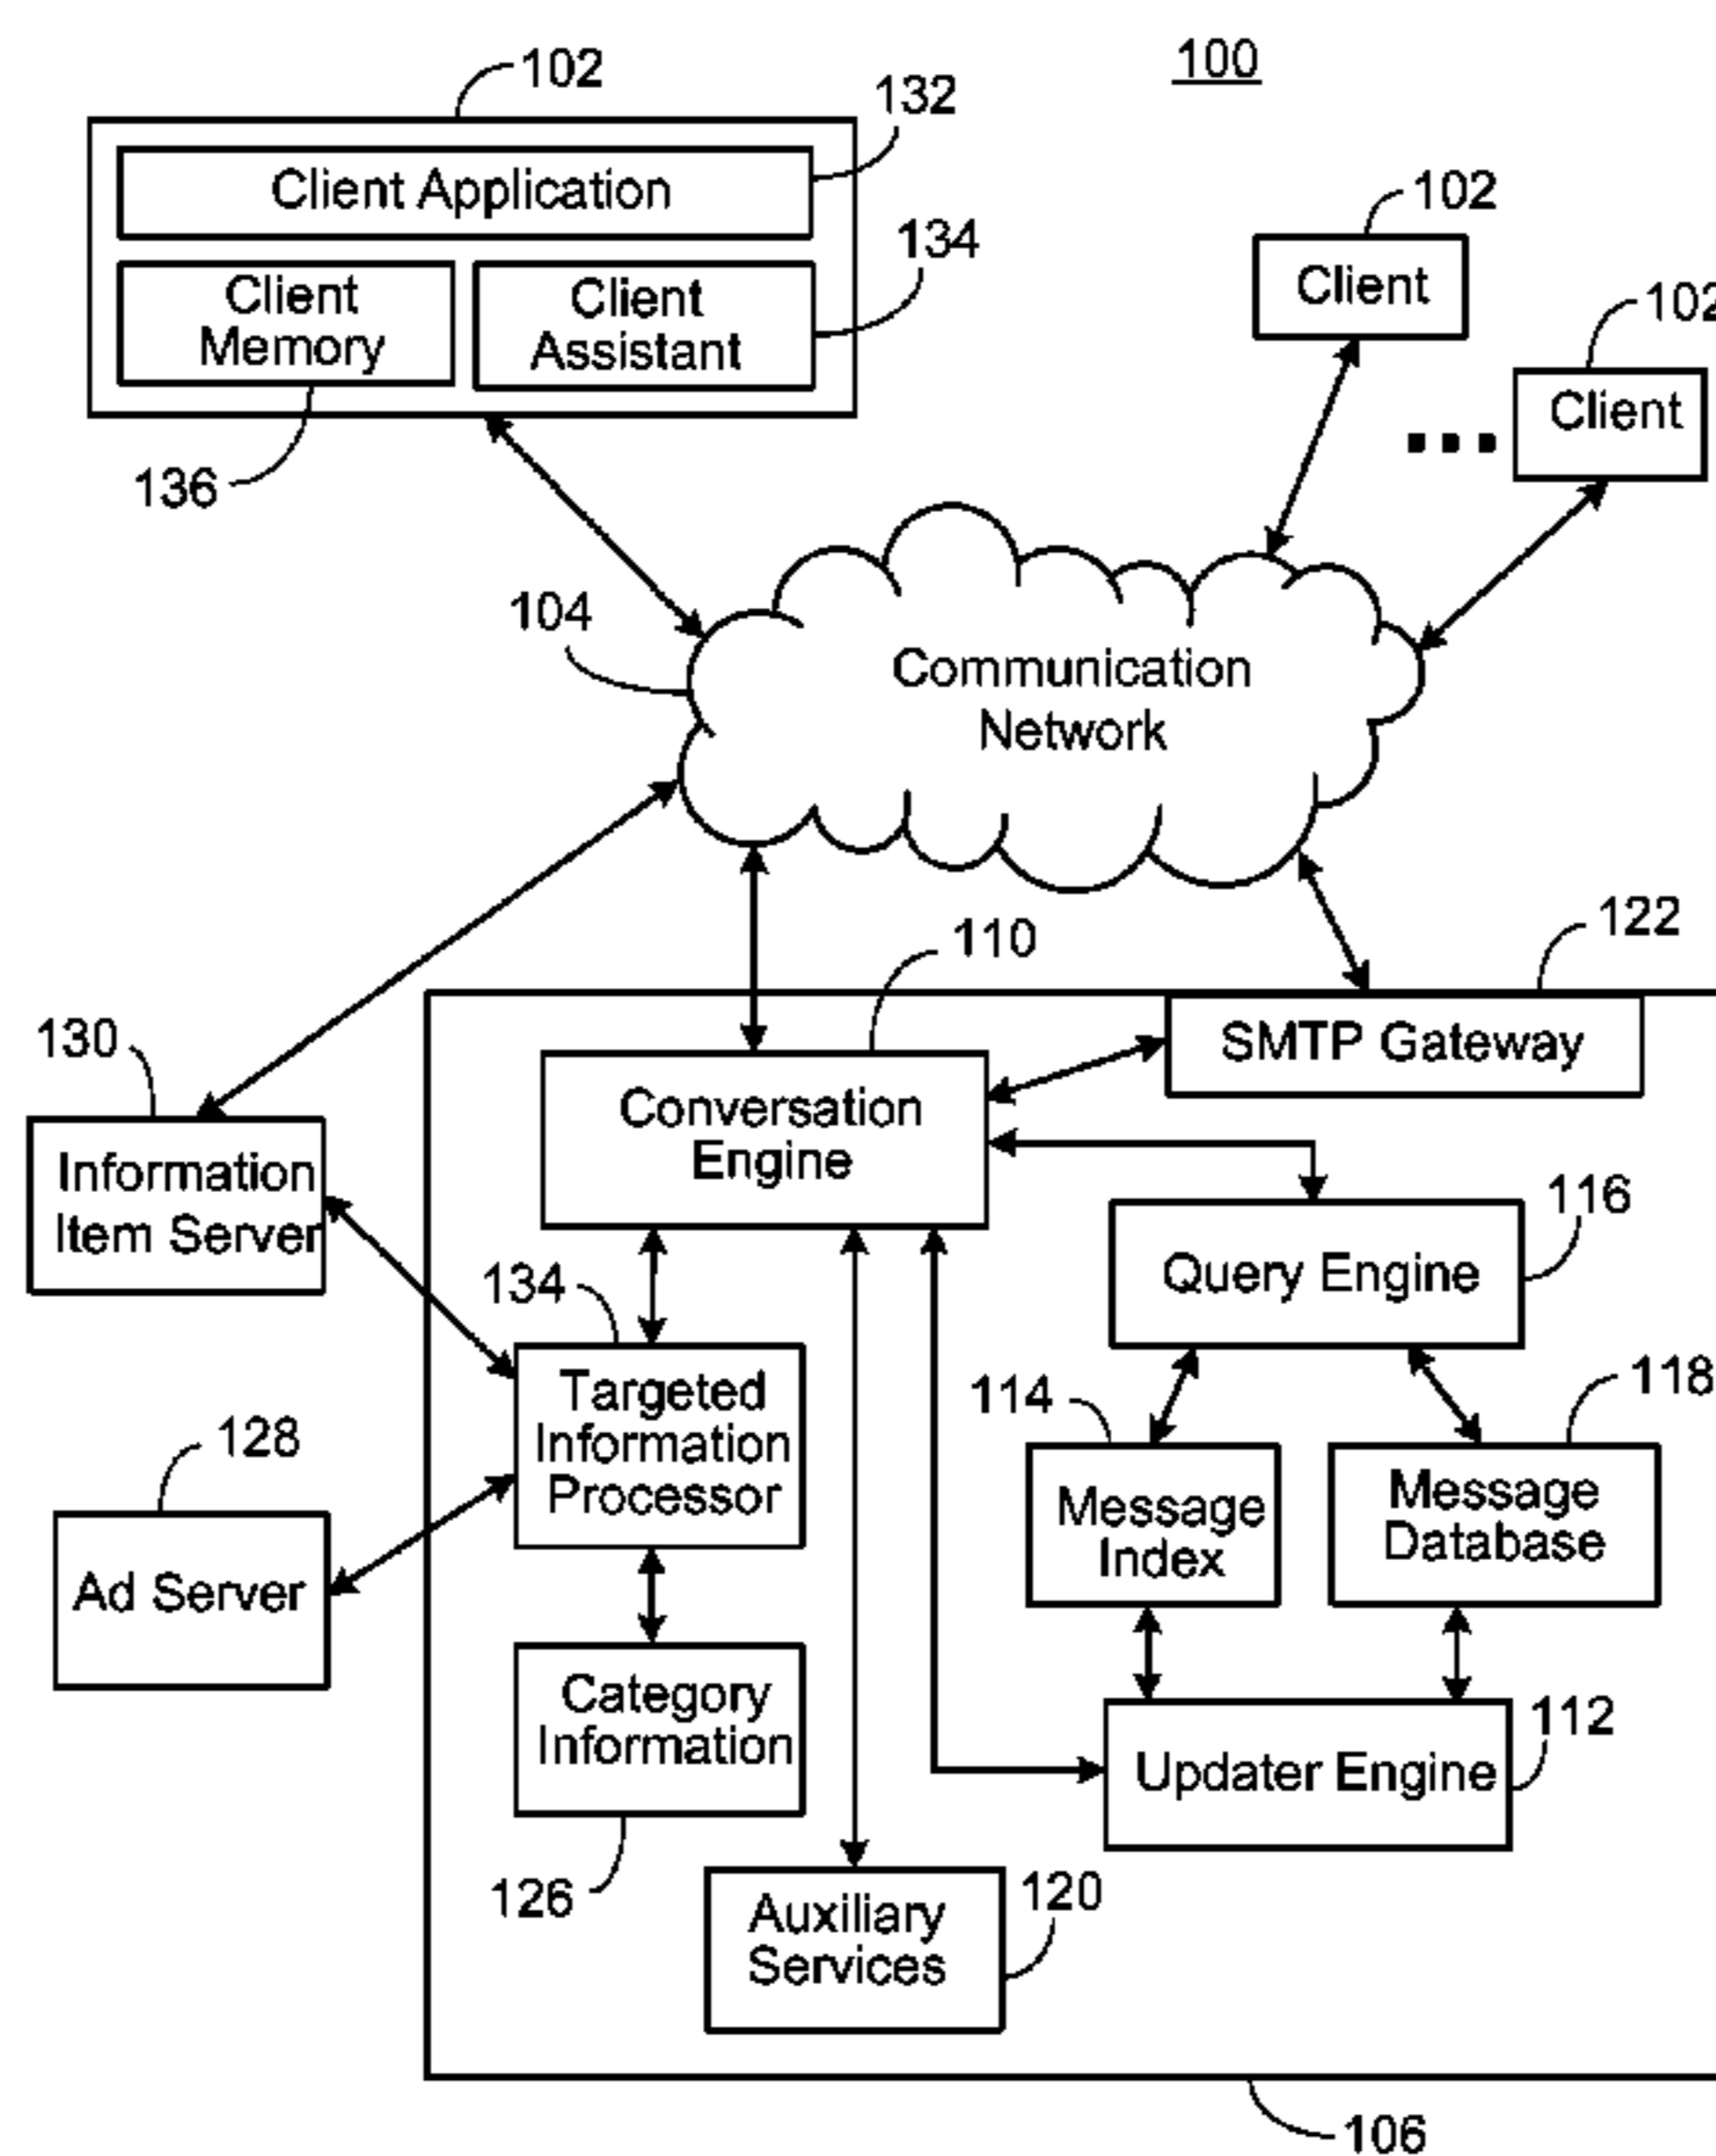 100
102
132
Client Application
134
Client
Memory
Client
Assistant
136
102
Client
102
Client
104
Communication
Network
110
122
SMTP Gateway
130
Information
Item Server
Conversation
Engine
116
Query Engine
134
Targeted
Information
Processor
114
118
Message
Index
Message
Database
128
Ad Server
Category
Information
126
112
Updater Engine
120
Auxiliary
Services
106